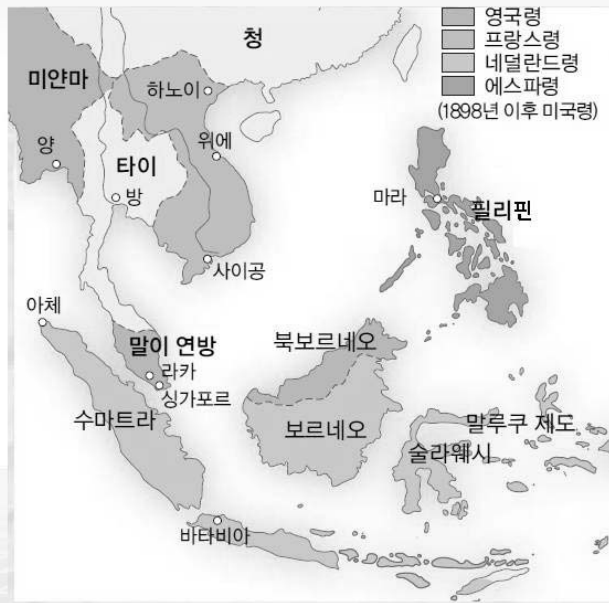 영국령
프랑스령
네덜란드령
에스파령
(1898년 이후 미국령)
청
미얀마
하노이
양
위에
타이
방
마라
필리핀
사이공
아체
말이 연방
라카
싱가포르
북보르네오
수마트라
보르네오
말루쿠 제도
술라웨시
바타비아